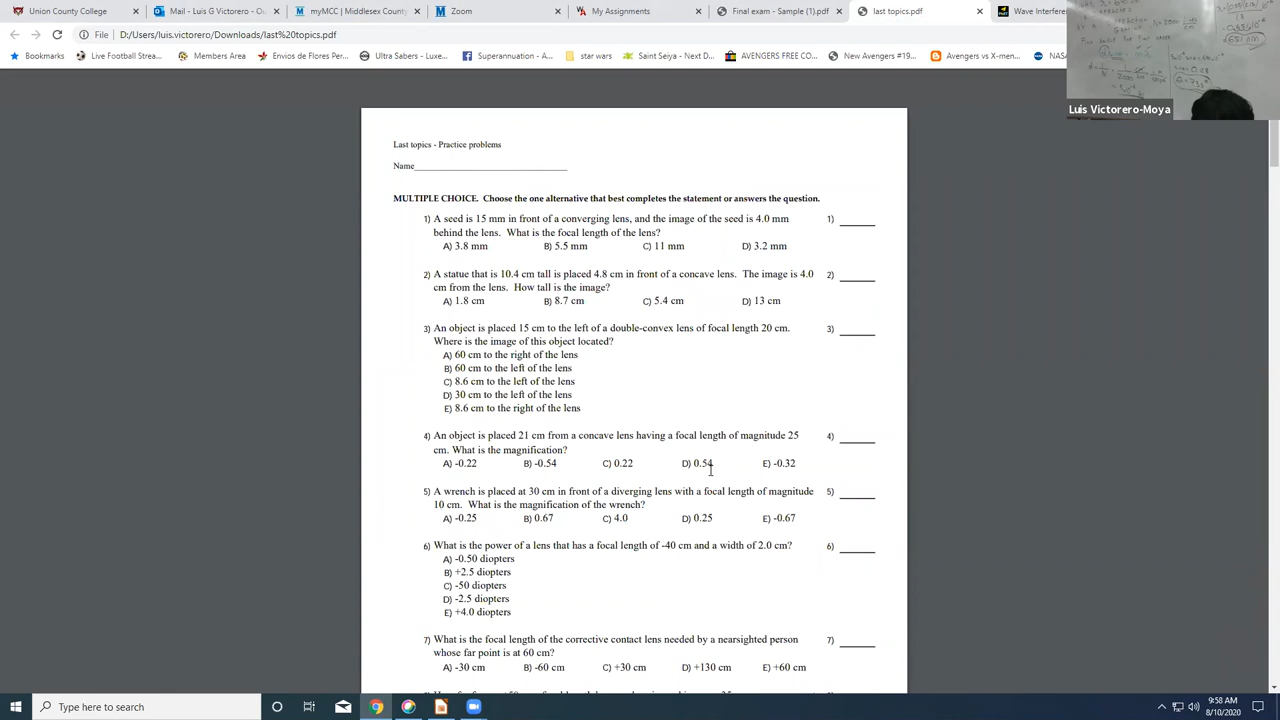 Union County College
Mail - Luis G Victorero - Outlo
myMCC | Middlesex County
Zoom
My Assignments
Final exam - Sample (1).pdf
last topics.pdf
Wave Interfere
File | D:/Users/luis.victorero/Downloads/last%20topics.pdf
Bookmarks
Live Football Strea...
Members Area
Envios de Flores Per...
Ultra Sabers - Luxe...
Superanuation - F...
star wars
Saint Seiya - Next D...
AVENGERS FREE CO...
New Avengers #19...
Avengers vs X-men...
NASA
651 nm
Luis Victorero-Moya
Last topics - Practice problems
Name
MULTIPLE CHOICE. Choose the one alternative that best completes the statement or answers the question.
1) A seed is 15 mm in front of a converging lens, and the image of the seed is 4.0 mm 1)
behind the lens. What is the focal length of the lens?
A) 3.8 mm B) 5.5 mm C) 11 mm D) 3.2 mm
2) A statue that is 10.4 cm tall is placed 4.8 cm in front of a concave lens. The image is 4.0 2)
cm from the lens. How tall is the image?
A) 1.8 cm B) 8.7 cm C) 5.4 cm D) 13 cm
3) An object is placed 15 cm to the left of a double-convex lens of focal length 20 cm. 3)
Where is the image of this object located?
A) 60 cm to the right of the lens
B) 60 cm to the left of the lens
C) 8.6 cm to the left of the lens
D) 30 cm to the left of the lens
E) 8.6 cm to the right of the lens
4) An object is placed 21 cm from a concave lens having a focal length of magnitude 25 4)
cm. What is the magnification?
A) -0.22 B) -0.54 C) 0.22 D) 0.54 E) -0.32
5) A wrench is placed at 30 cm in front of a diverging lens with a focal length of magnitude 5)
10 cm. What is the magnification of the wrench?
A) -0.25 B) 0.67 C) 4.0 D) 0.25 E) -0.67
6) What is the power of a lens that has a focal length of -40 cm and a width of 2.0 cm? 6)
A) -0.50 diopters
B) +2.5 diopters
C) -50 diopters
D) -2.5 diopters
E) +4.0 diopters
7) What is the focal length of the corrective contact lens needed by a nearsighted person 7)
whose far point is at 60 cm?
A) -30 cm B) -60 cm C) +30 cm D) +130 cm E) +60 cm
Type here to search
9:58 AM
8/10/2020